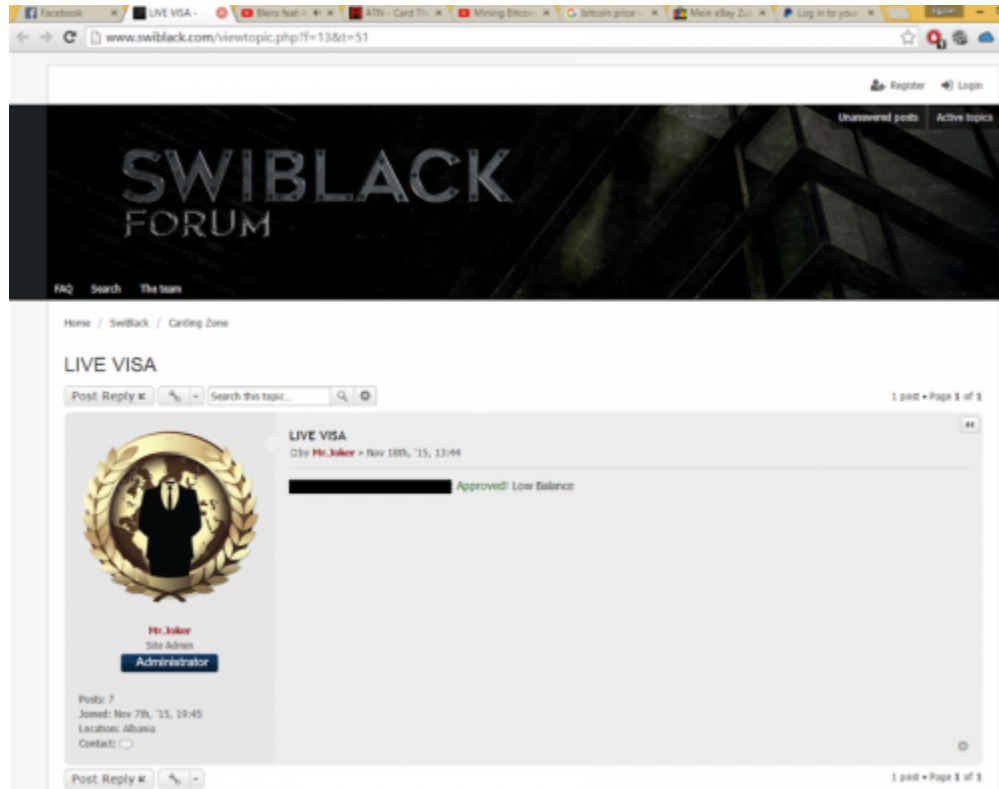 Facebook
LIVE VISA -
Blero feat A
ATN - Card Th
Mining Bitcoin
bitcoin price -
Mein eBay Zu
Log in to your
www.swiblack.com/viewtopic.php?f=13&t=51
Register Login
Unanswered posts Active topics
SWIBLACK
FORUM
FAQ Search The team
Home / SwiBlack / Carding Zone
LIVE VISA
Post Reply Search this topic... 1 post • Page 1 of 1
LIVE VISA
by Mr.Joker » Nov 18th, '15, 13:44
Approved! Low Balance
Mr.Joker
Site Admin
Administrator
Posts: 7
Joined: Nov 7th, '15, 19:45
Location: Albania
Contact:
Post Reply 1 post • Page 1 of 1